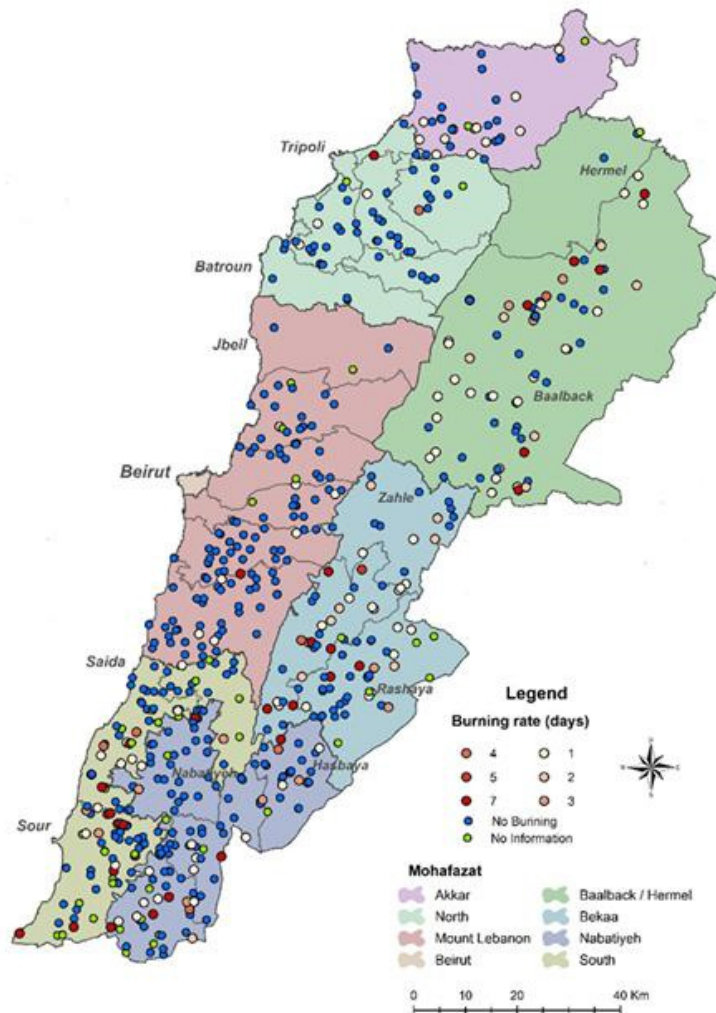 Tripoli
Hermel
Batroun
Jbeil
Baalback
Beirut
Zahle
Saida
Rashaya
Nabatiyeh
Hasbaya
Sour
Legend
Burning rate (days)
4 1
5 2
7 3
No Burning
No Information
Mohafazat
Akkar Baalback / Hermel
North Bekaa
Mount Lebanon Nabatiyeh
Beirut South
0 10 20 40 Km